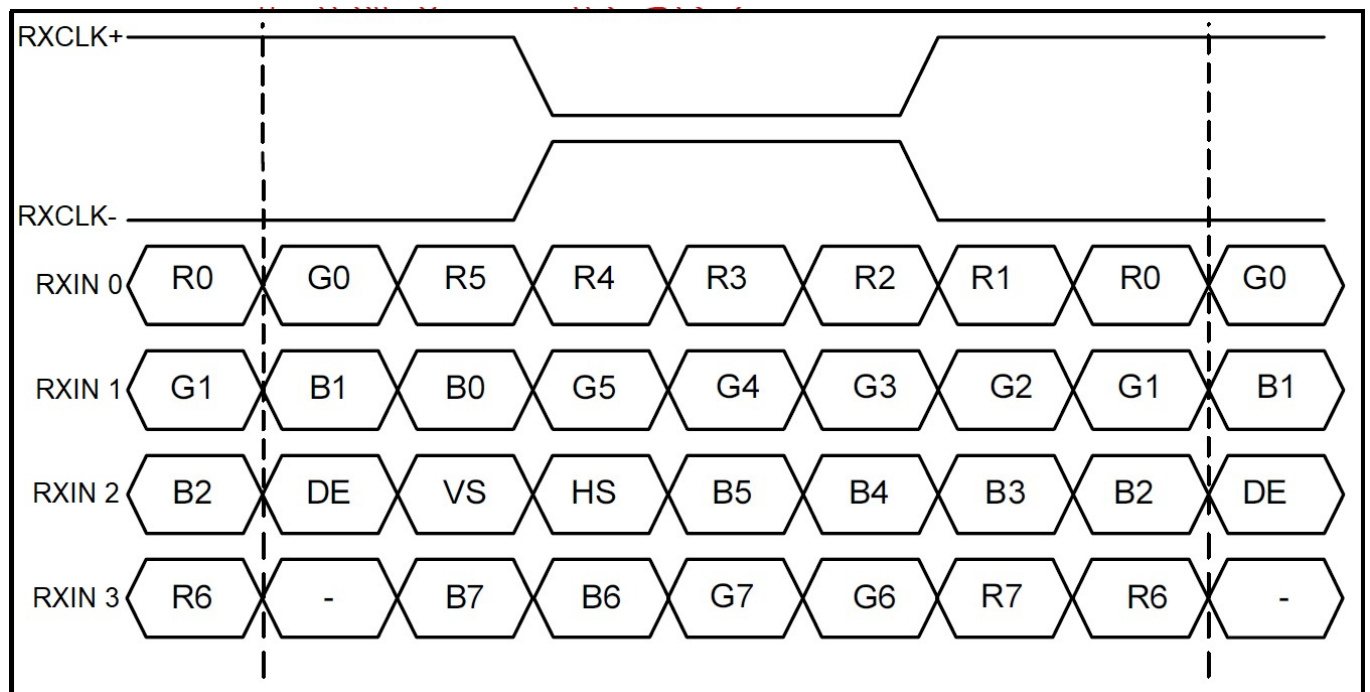 RXCLK+
RXCLK-
RXIN 0 R0 G0 R5 R4 R3 R2 R1 R0 G0
RXIN 1 G1 B1 B0 G5 G4 G3 G2 G1 B1
RXIN 2 B2 DE VS HS B5 B4 B3 B2 DE
RXIN 3 R6 - B7 B6 G7 G6 R7 R6 -